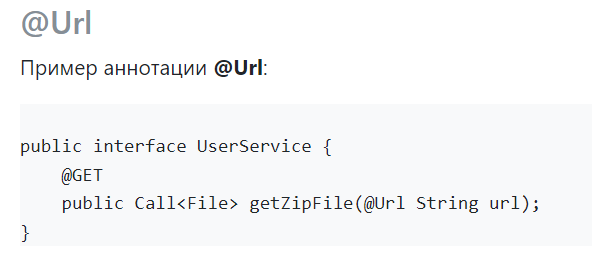 @Url
Пример аннотации @Url:
public interface UserService {
    @GET
    public Call<File> getZipFile(@Url String url);
}